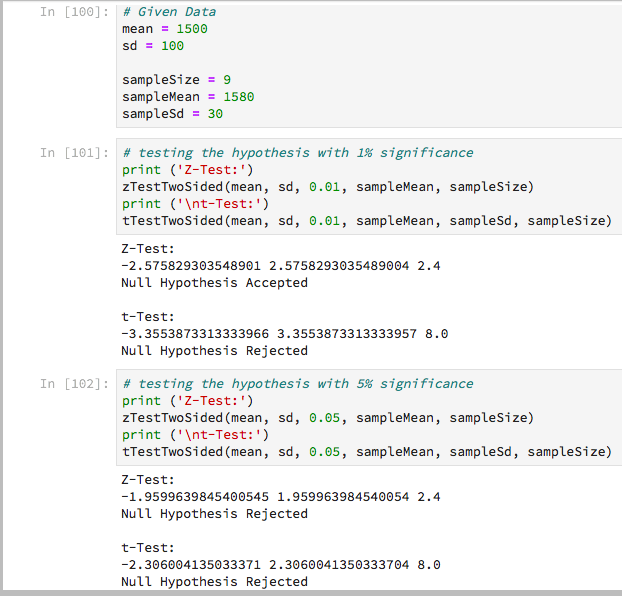 In [100]: # Given Data
mean = 1500
sd = 100
sampleSize = 9
sampleMean = 1580
sampleSd = 30
In [101]: # testing the hypothesis with 1% significance
print ('Z-Test:')
zTestTwoSided(mean, sd, 0.01, sampleMean, sampleSize)
print ('\nt-Test:')
tTestTwoSided(mean, sd, 0.01, sampleMean, sampleSd, sampleSize)
Z-Test:
-2.575829303548901 2.5758293035489004 2.4
Null Hypothesis Accepted
t-Test:
-3.3553873313333966 3.3553873313333957 8.0
Null Hypothesis Rejected
In [102]: # testing the hypothesis with 5% significance
print ('Z-Test:')
zTestTwoSided(mean, sd, 0.05, sampleMean, sampleSize)
print ('\nt-Test:')
tTestTwoSided(mean, sd, 0.05, sampleMean, sampleSd, sampleSize)
Z-Test:
-1.9599639845400545 1.959963984540054 2.4
Null Hypothesis Rejected
t-Test:
-2.306004135033371 2.3060041350333704 8.0
Null Hypothesis Rejected